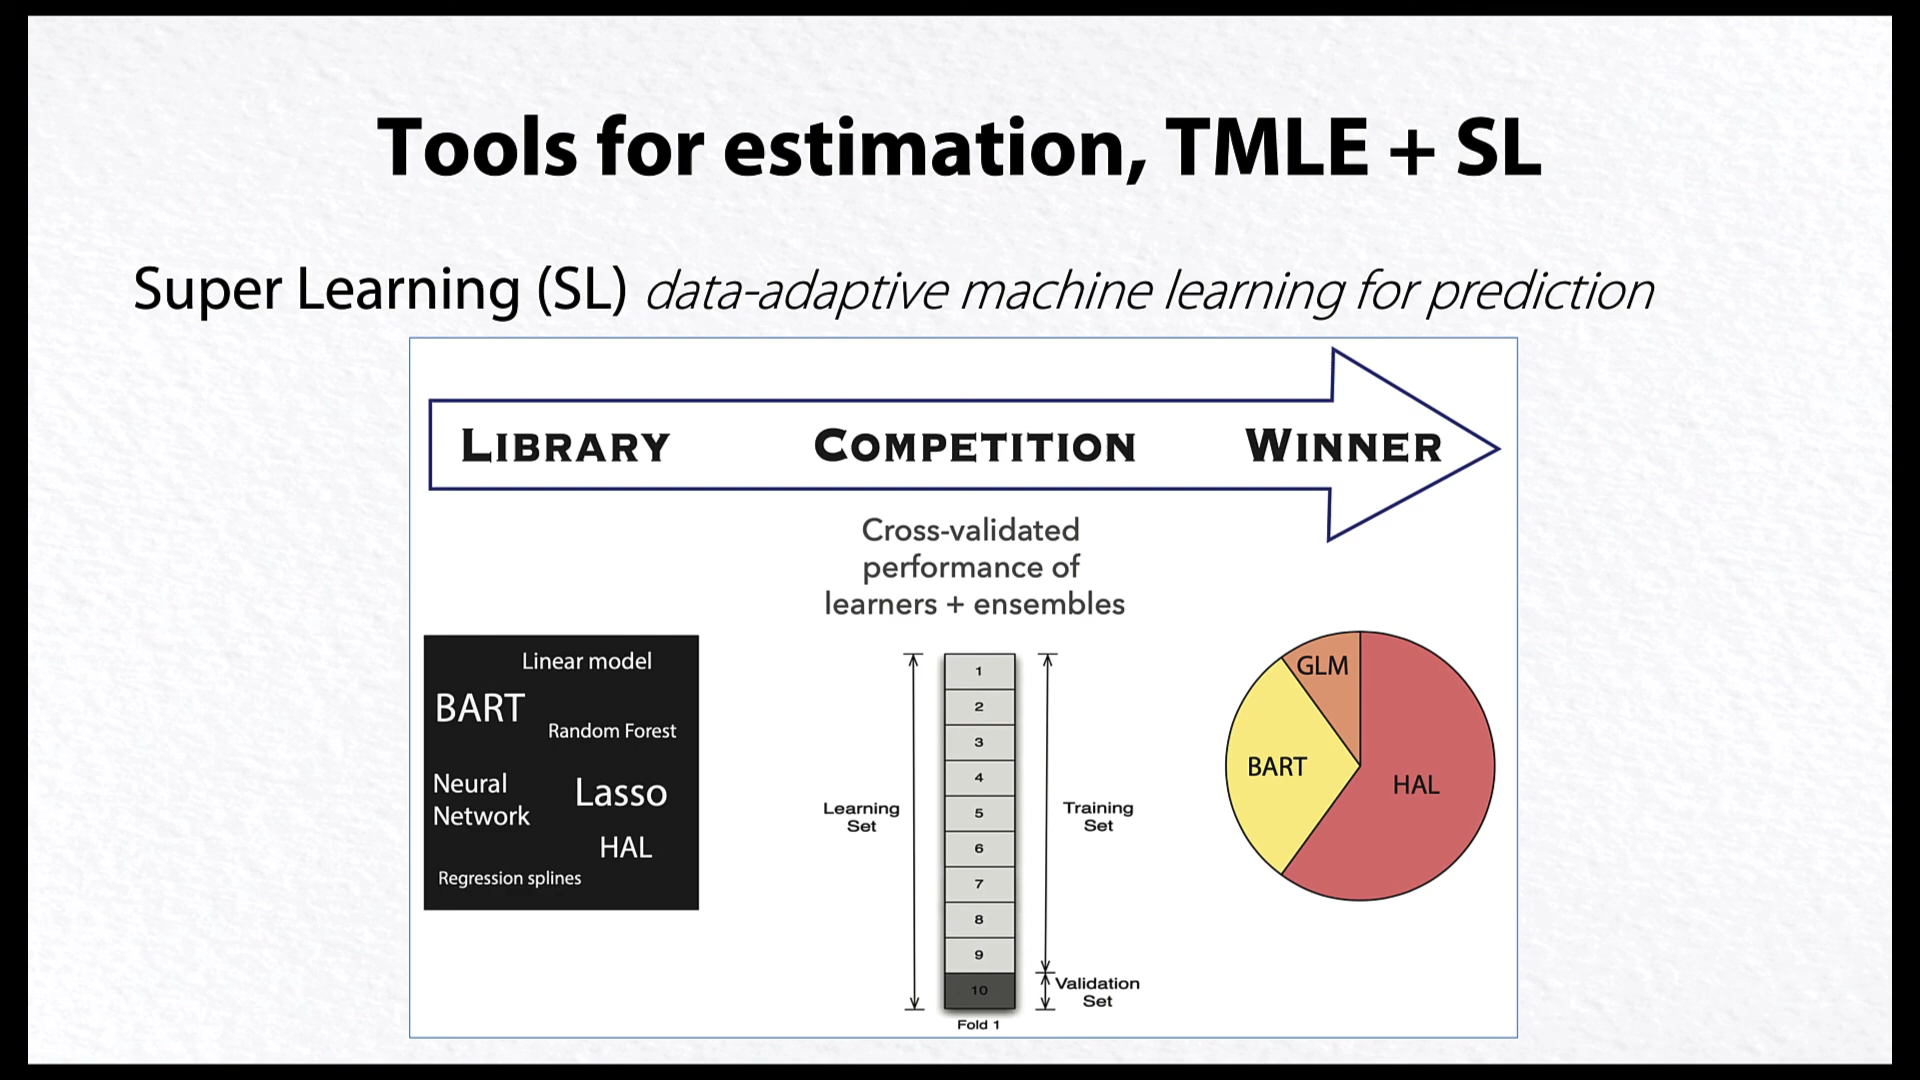 Tools for estimation, TMLE + SL
Super Learning (SL) data-adaptive machine learning for prediction
LIBRARY
COMPETITION
WINNER
Cross-validated
performance of
learners + ensembles
Linear model
BART
Random Forest
Neural
Network
Lasso
HAL
Regression splines
Learning
Set
1
2
3
4
5
6
7
8
9
10
Fold 1
Training
Set
Validation
Set
GLM
BART
HAL